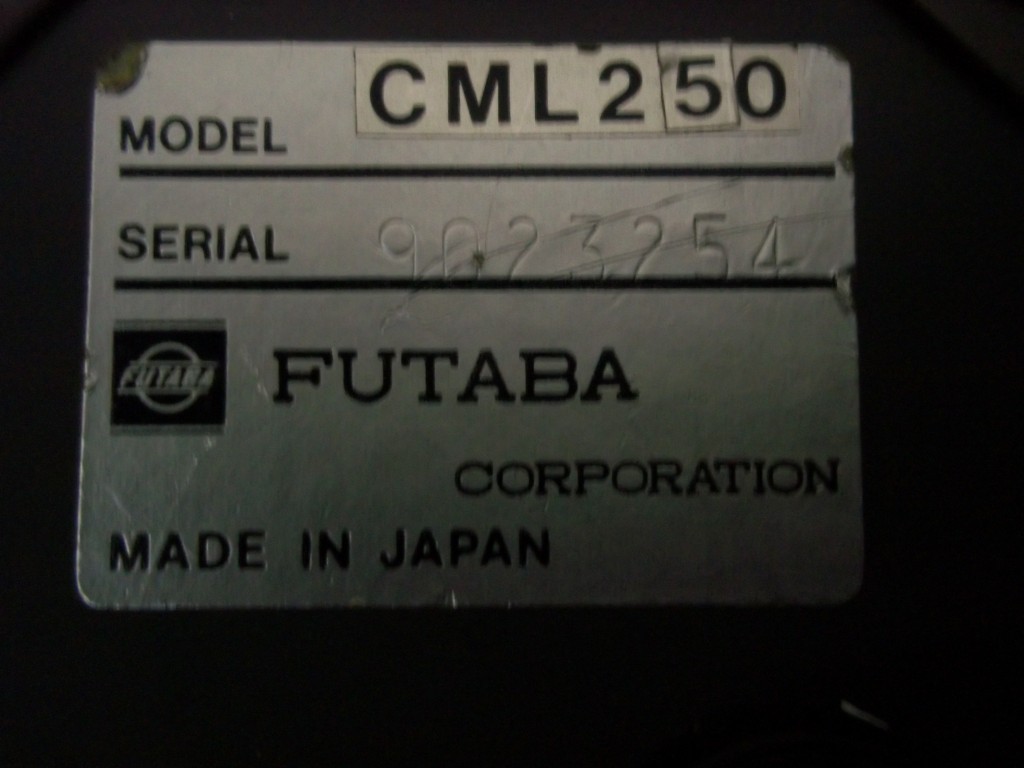 MODEL CML250
SERIAL 9023254
FUTABA FUTABA
CORPORATION
MADE IN JAPAN